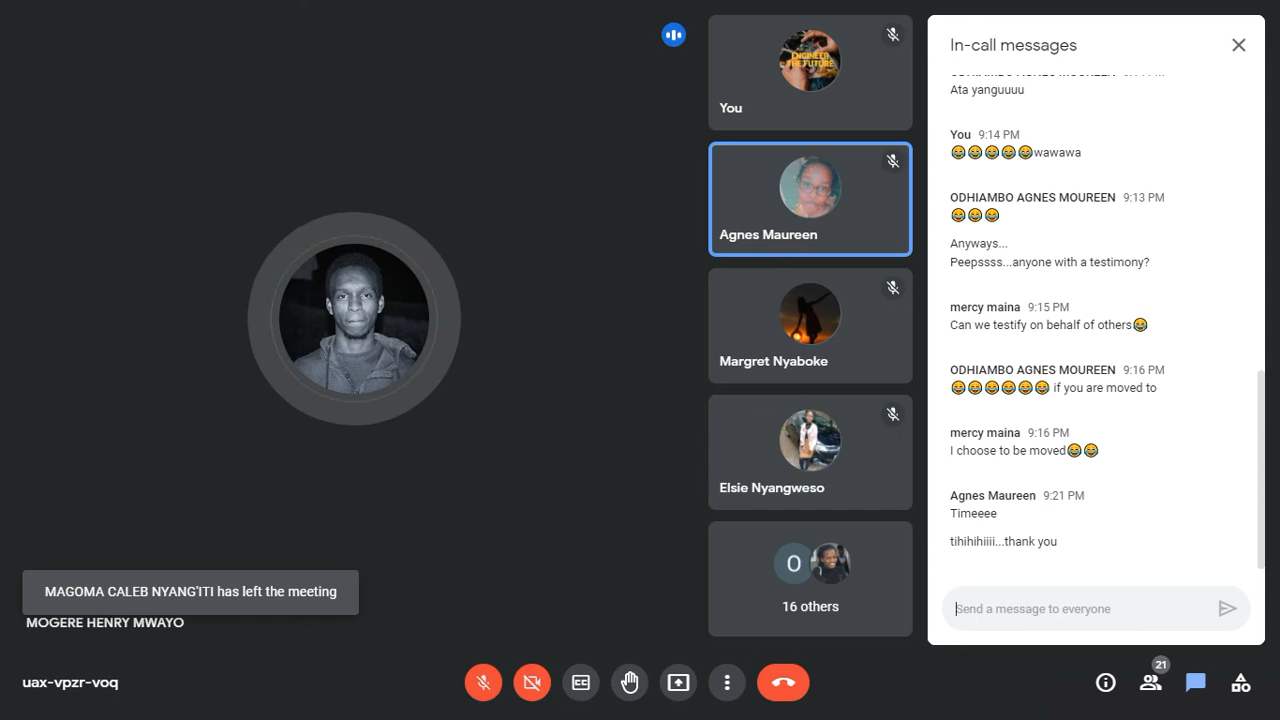 In-call messages
Ata yanguuuu
You 9:14 PM
😂😂😂😂😂wawawa
ODHIAMBO AGNES MOUREEN 9:13 PM
😂😂😂
Anyways...
Peepssss...anyone with a testimony?
mercy maina 9:15 PM
Can we testify on behalf of others😂
ODHIAMBO AGNES MOUREEN 9:16 PM
😂😂😂😂😂😂 if you are moved to
mercy maina 9:16 PM
I choose to be moved😂😂
Agnes Maureen 9:21 PM
Timeeee
tihihihiiii...thank you
Send a message to everyone
ENGINEER
THE FUTURE
You
Agnes Maureen
Margret Nyaboke
Elsie Nyangweso
O
16 others
MAGOMA CALEB NYANG'ITI has left the meeting
MOGERE HENRY MWAYO
uax-vpzr-voq
CC
21